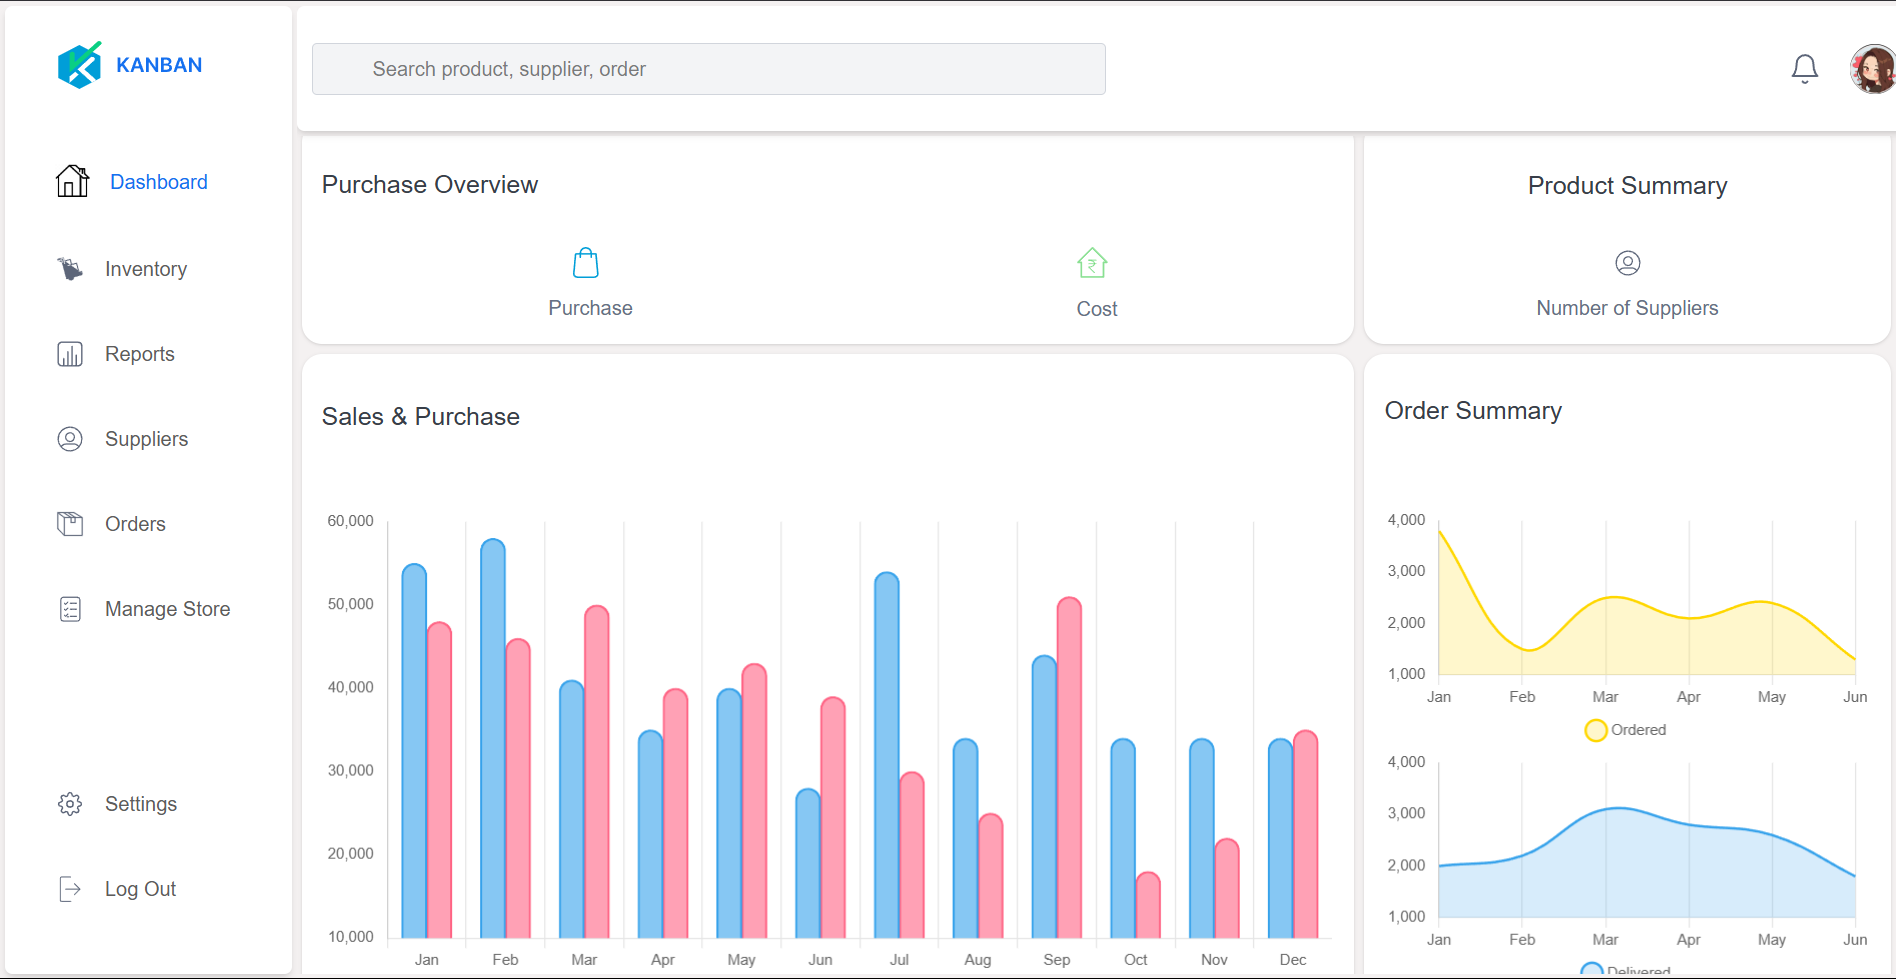 KANBAN
Search product, supplier, order
Dashboard
Inventory
Reports
Suppliers
Orders
Manage Store
Settings
Log Out
Purchase Overview
Purchase
Cost
₹
Product Summary
Number of Suppliers
Sales & Purchase
60,000
50,000
40,000
30,000
20,000
10,000
Jan Feb Mar Apr May Jun Jul Aug Sep Oct Nov Dec
Order Summary
4,000
3,000
2,000
1,000
Jan Feb Mar Apr May Jun
Ordered
4,000
3,000
2,000
1,000
Jan Feb Mar Apr May Jun
Delivered